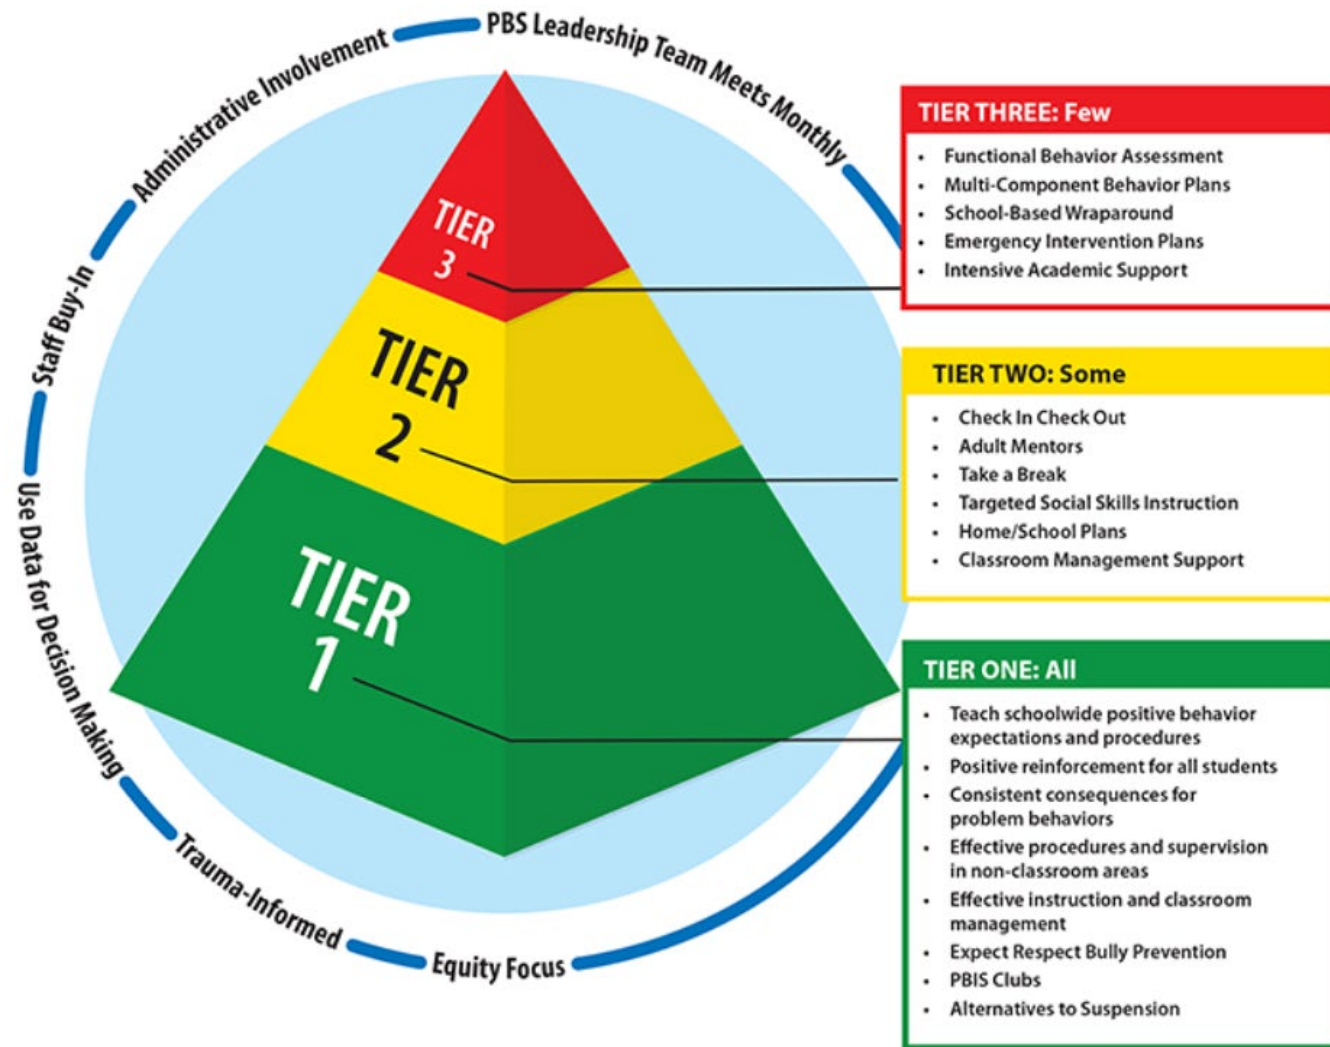 PBS Leadership Team Meets Monthly
Administrative Involvement
Staff Buy-In
Use Data for Decision Making
Trauma-Informed
Equity Focus
TIER
3
TIER
2
TIER
1
TIER THREE: Few
• Functional Behavior Assessment
• Multi-Component Behavior Plans
• School-Based Wraparound
• Emergency Intervention Plans
• Intensive Academic Support
TIER TWO: Some
• Check In Check Out
• Adult Mentors
• Take a Break
• Targeted Social Skills Instruction
• Home/School Plans
• Classroom Management Support
TIER ONE: All
• Teach schoolwide positive behavior
expectations and procedures
• Positive reinforcement for all students
• Consistent consequences for
problem behaviors
• Effective procedures and supervision
in non-classroom areas
• Effective instruction and classroom
management
• Expect Respect Bully Prevention
• PBIS Clubs
• Alternatives to Suspension